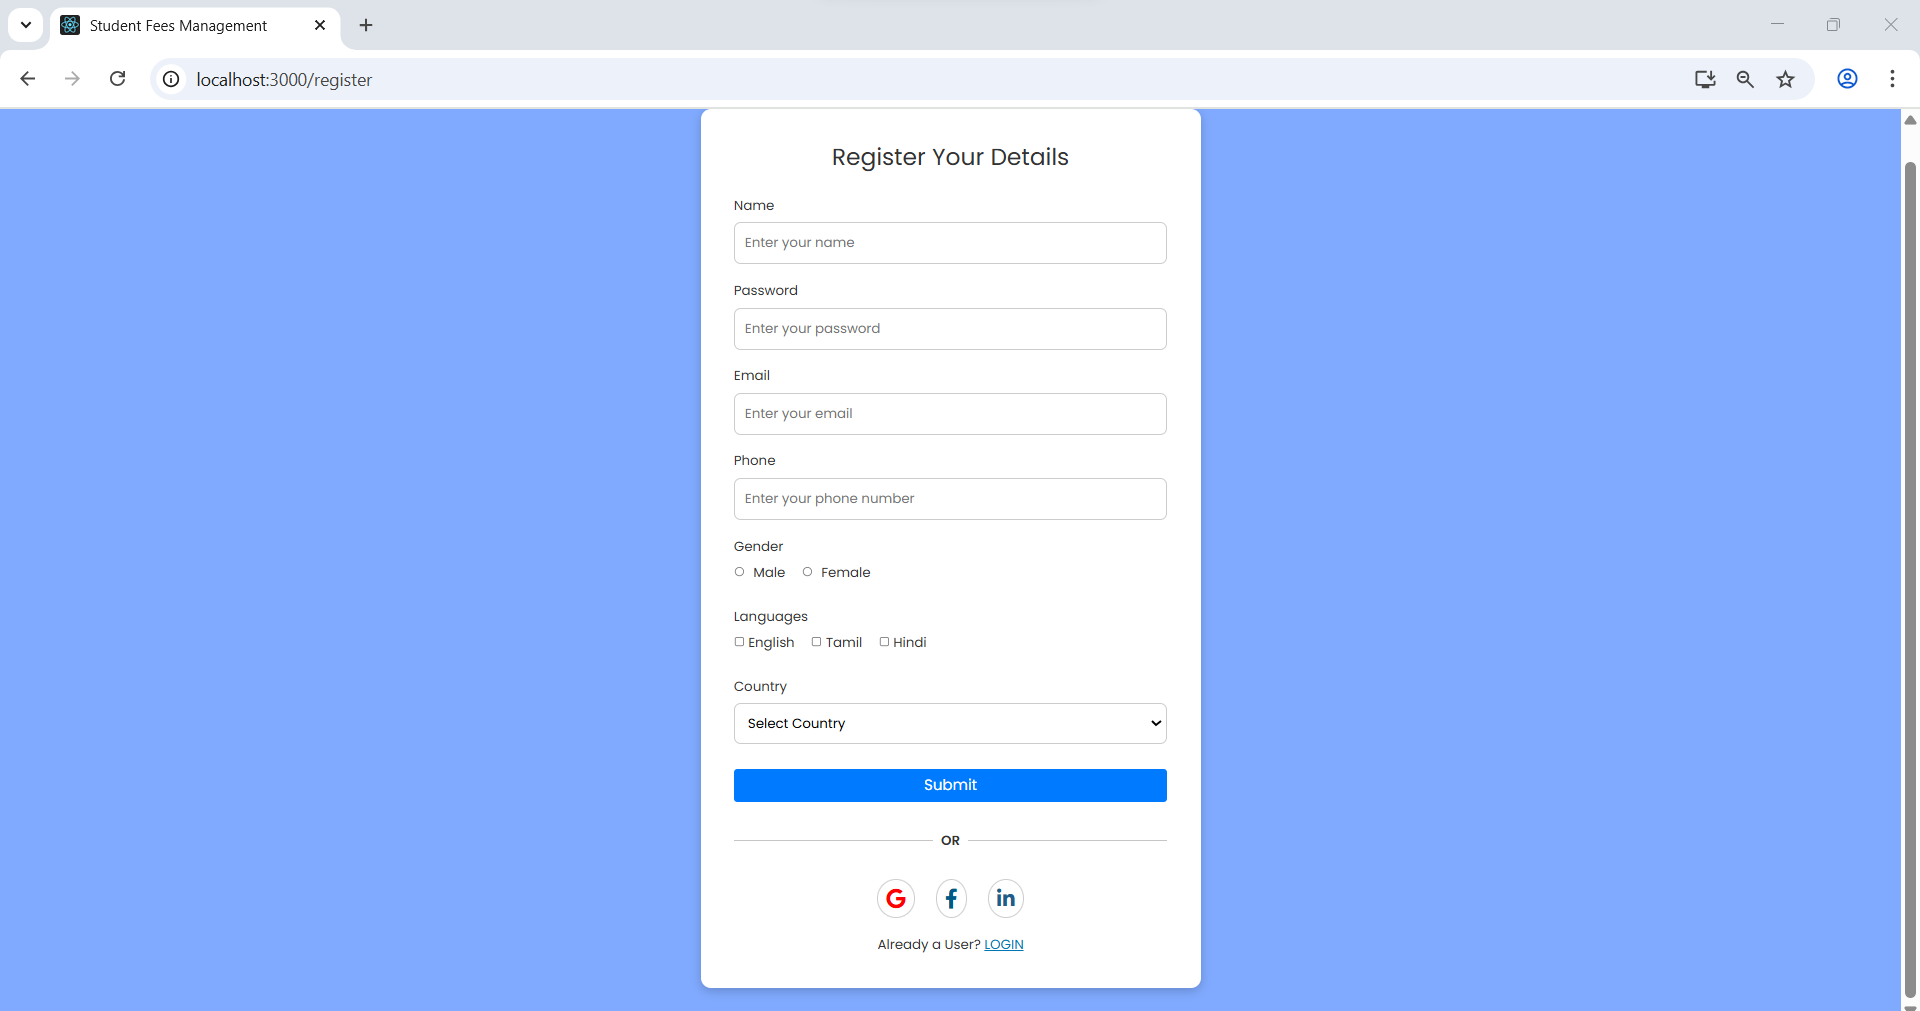 Student Fees Management
localhost:3000/register
Register Your Details
Name
Enter your name
Password
Enter your password
Email
Enter your email
Phone
Enter your phone number
Gender
Male Female
Languages
English Tamil Hindi
Country
Select Country
Submit
OR
G f in
Already a User? LOGIN